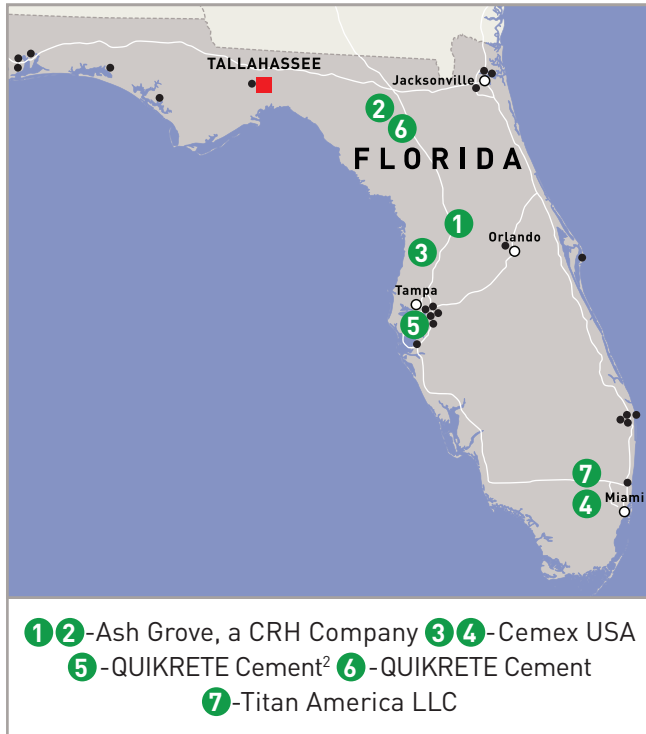 TALLAHASSEE
Jacksonville
2
6
FLORIDA
1
Orlando
3
Tampa
5
7
4
Miami
1 2 -Ash Grove, a CRH Company 3 4 -Cemex USA
5 -QUIKRETE Cement² 6 -QUIKRETE Cement
7 -Titan America LLC